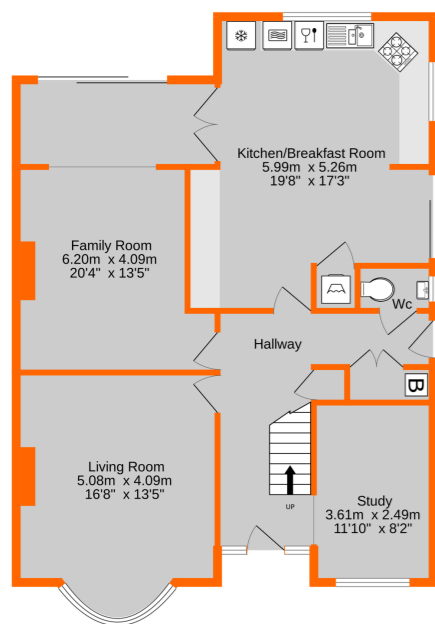 Kitchen/Breakfast Room
5.99m x 5.26m
19'8" x 17'3"
Family Room
6.20m x 4.09m
20'4" x 13'5"
Wc
Hallway
B
Living Room
5.08m x 4.09m
16'8" x 13'5"
Study
3.61m x 2.49m
11'10" x 8'2"
UP